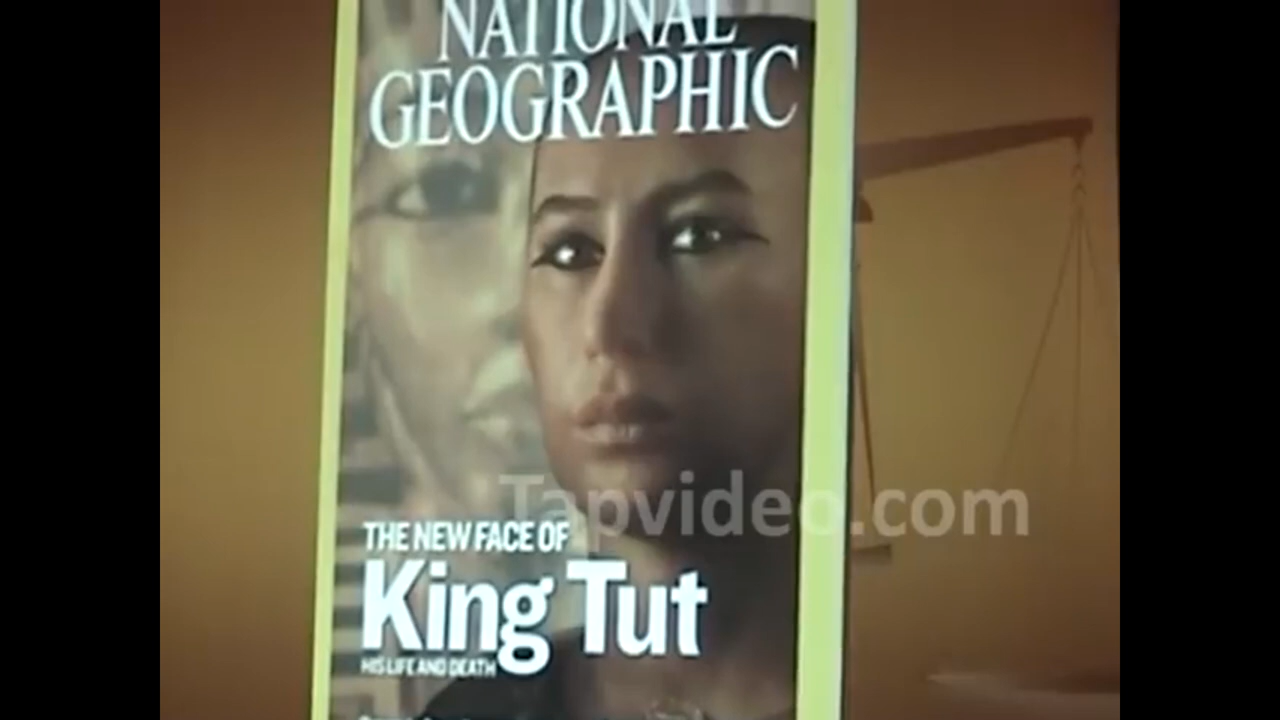 NATIONAL
GEOGRAPHIC
Tapvideo.com
THE NEW FACE OF
King Tut
HIS LIFE AND DEATH